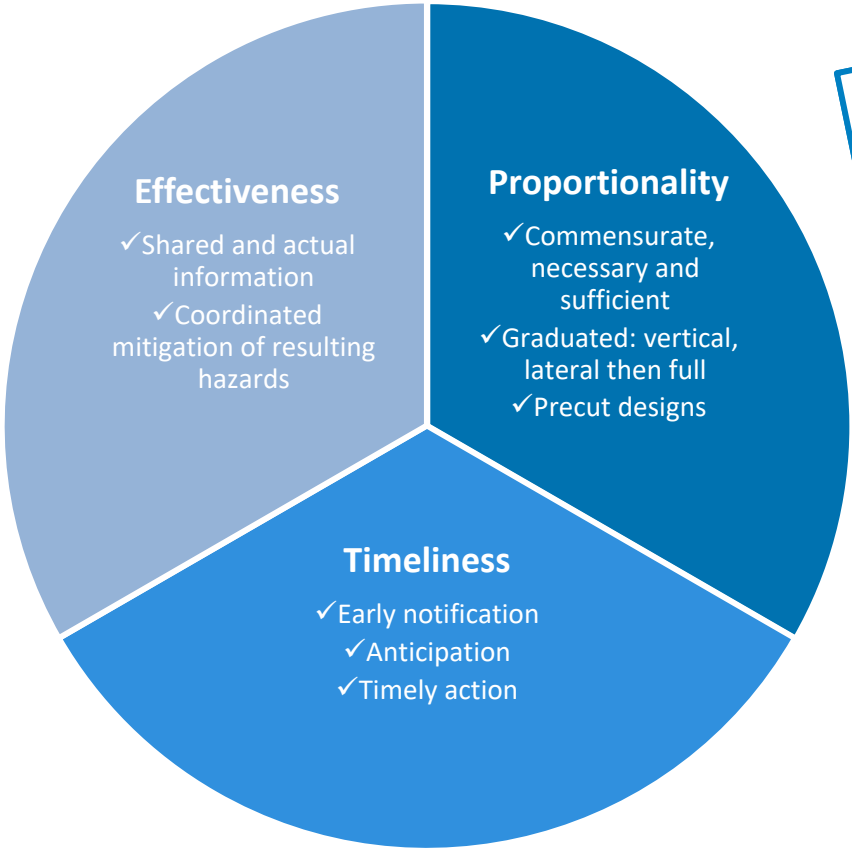 Effectiveness
✓Shared and actual
information
✓Coordinated
mitigation of resulting
hazards
Proportionality
✓Commensurate,
necessary and
sufficient
✓Graduated: vertical,
lateral then full
✓Precut designs
Timeliness
✓Early notification
✓Anticipation
✓Timely action